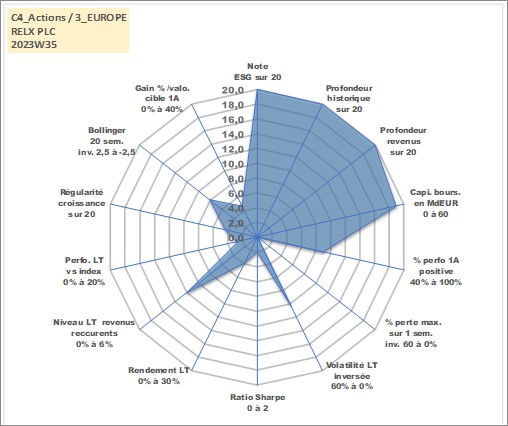 C4_Actions / 3_EUROPE
RELX PLC
2023W35
Note
ESG sur 20
Profondeur
historique
sur 20
Profondeur
revenus
sur 20
Capi. bours.
en MdEUR
0 à 60
% perfo 1A
positive
40% à 100%
% perte max.
sur 1 sem.
inv. 60 à 0%
Volatilité LT
inversée
60% à 0%
Ratio Sharpe
0 à 2
Rendement LT
0% à 30%
Niveau LT revenus
reccurents
0% à 6%
Perfo. LT
vs index
0% à 20%
Régularité
croissance
sur 20
Bollinger
20 sem.
inv. 2,5 à -2,5
Gain % /valo.
cible 1A
0% à 40%
20,0
18,0
16,0
14,0
12,0
10,0
8,0
6,0
4,0
2,0
0,0